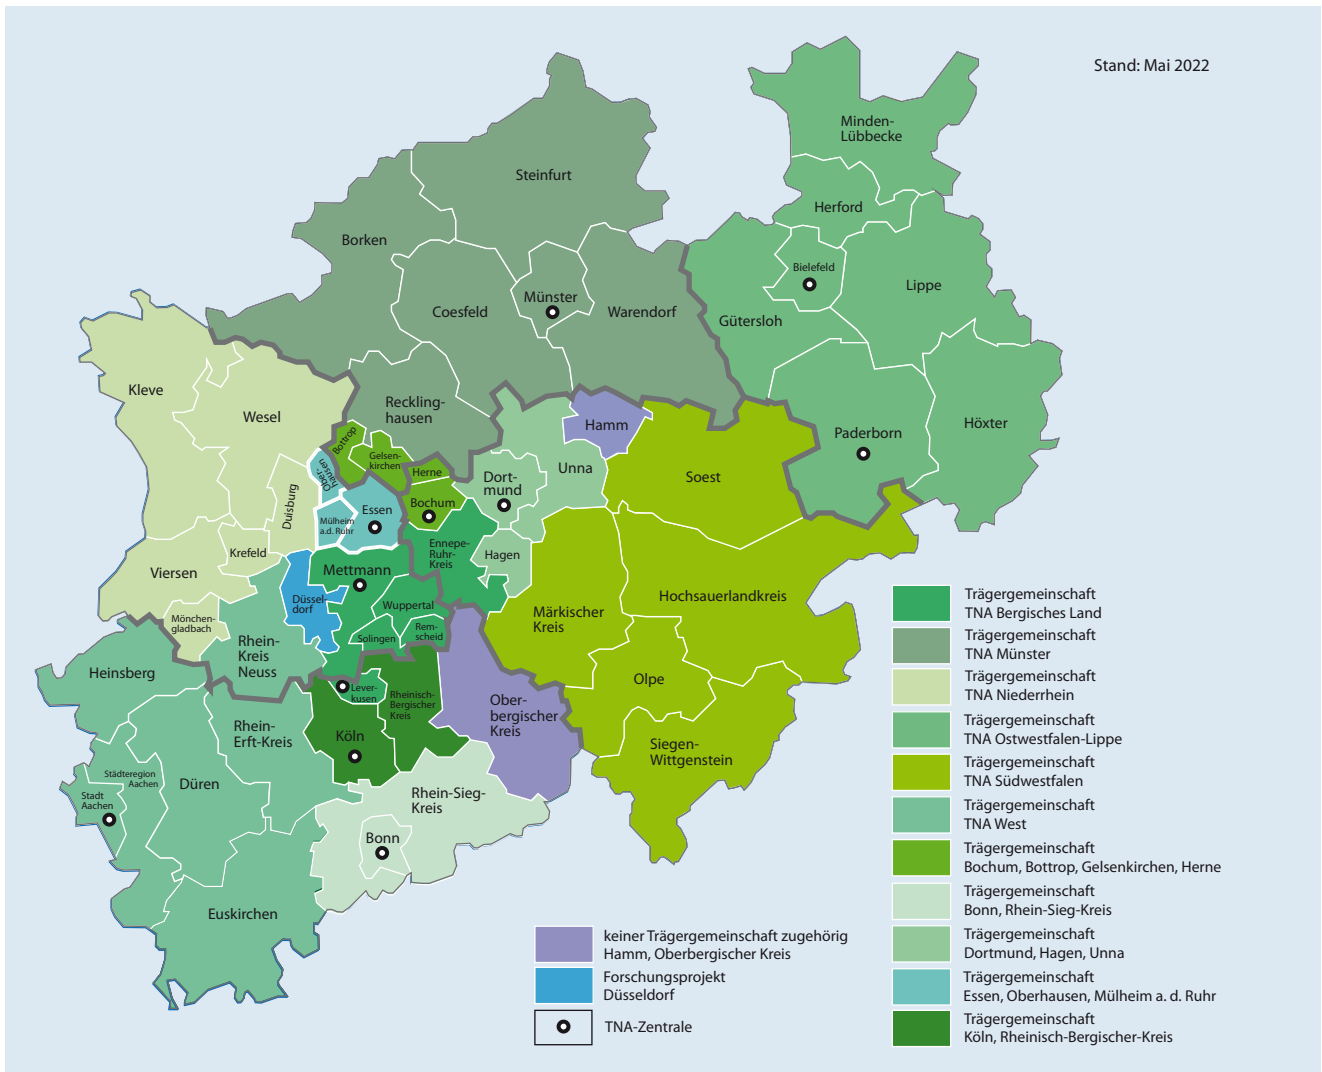 Stand: Mai 2022
Minden-
Lübbecke
Steinfurt
Herford
Borken
Bielefeld
Lippe
Münster
Coesfeld
Warendorf
Gütersloh
Kleve
Wesel
Reckling-
hausen
Hamm
Höxter
Paderborn
Bottrop
Gelsen-
kirchen
Herne
Unna
Soest
Ober-
hausen
Dort-
mund
Duisburg
Essen
Bochum
Mülheim
a.d. Ruhr
Krefeld
Ennepe-
Ruhr-
Kreis
Hagen
Viersen
Mettmann
Düssel-
dorf
Wuppertal
Hochsauerlandkreis
Märkischer
Kreis
Mönchen-
gladbach
Rem-
scheid
Solingen
Rhein-
Kreis
Neuss
Heinsberg
Olpe
Lever-
kusen
Rheinisch-
Bergischer
Kreis
Ober-
bergischer
Kreis
Rhein-
Erft-Kreis
Köln
Siegen-
Wittgenstein
Städteregion
Aachen
Düren
Stadt
Aachen
Rhein-Sieg-
Kreis
Bonn
Euskirchen
Trägergemeinschaft
TNA Bergisches Land
Trägergemeinschaft
TNA Münster
Trägergemeinschaft
TNA Niederrhein
Trägergemeinschaft
TNA Ostwestfalen-Lippe
Trägergemeinschaft
TNA Südwestfalen
Trägergemeinschaft
TNA West
Trägergemeinschaft
Bochum, Bottrop, Gelsenkirchen, Herne
Trägergemeinschaft
Bonn, Rhein-Sieg-Kreis
Trägergemeinschaft
Dortmund, Hagen, Unna
Trägergemeinschaft
Essen, Oberhausen, Mülheim a. d. Ruhr
Trägergemeinschaft
Köln, Rheinisch-Bergischer-Kreis
keiner Trägergemeinschaft zugehörig
Hamm, Oberbergischer Kreis
Forschungsprojekt
Düsseldorf
TNA-Zentrale